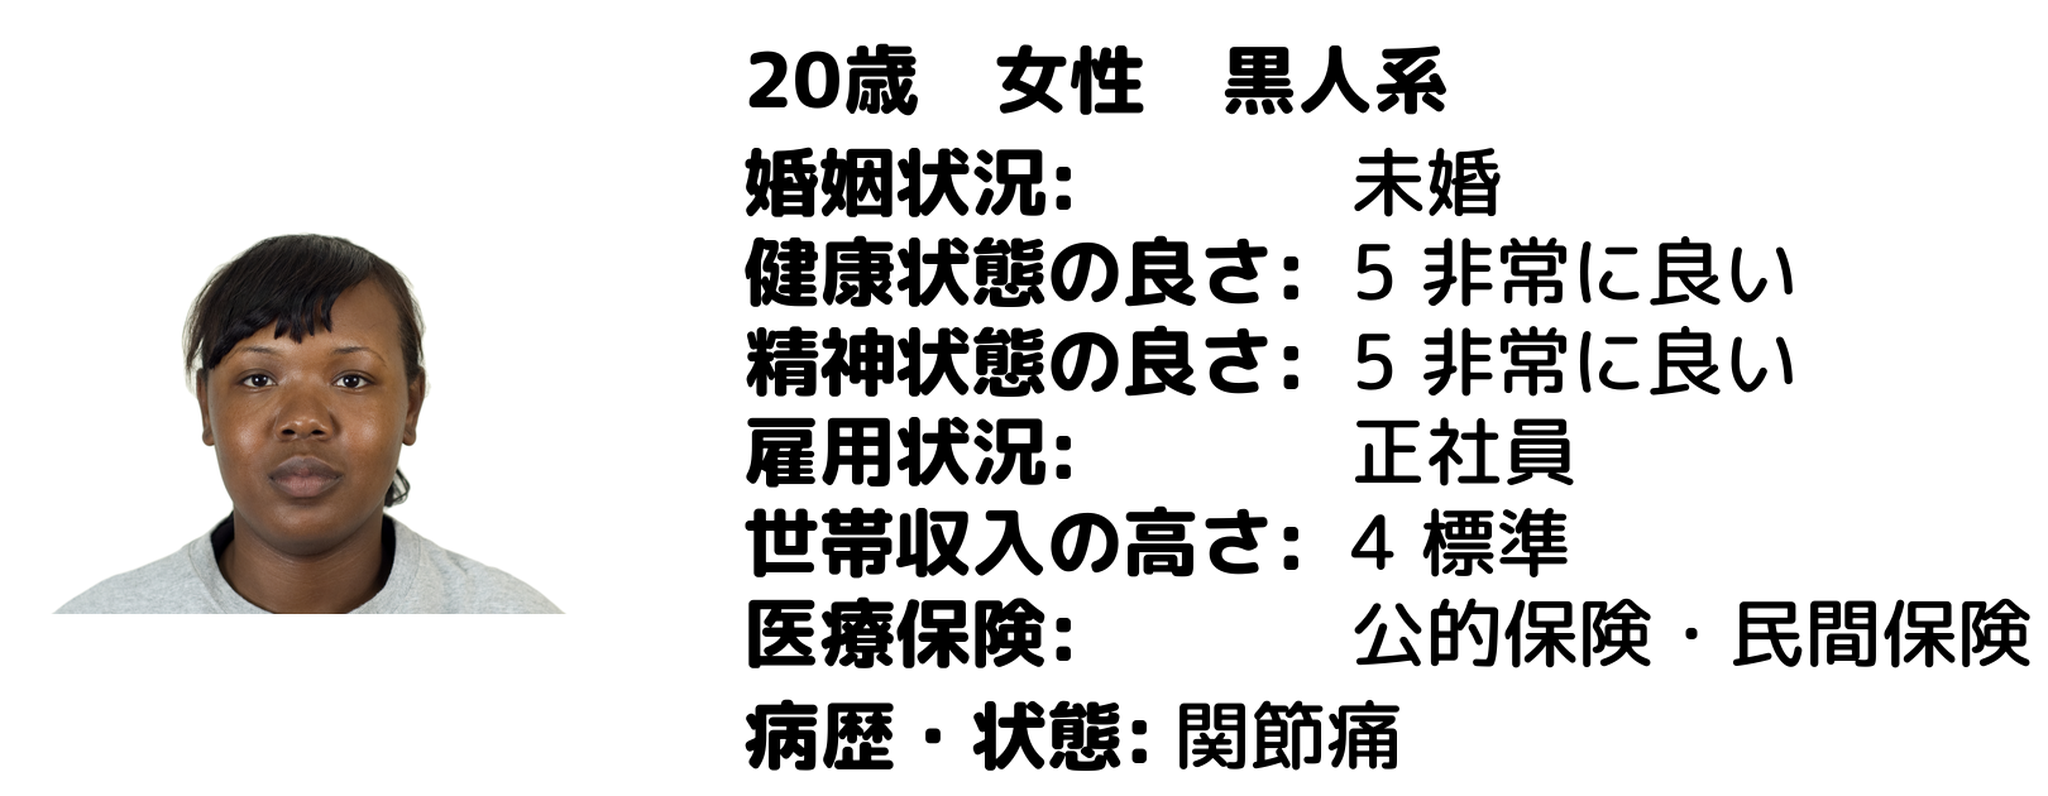 20歳　女性　黒人系
婚姻状況: 未婚
健康状態の良さ: 5 非常に良い
精神状態の良さ: 5 非常に良い
雇用状況: 正社員
世帯収入の高さ: 4 標準
医療保険: 公的保険・民間保険
病歴・状態: 関節痛